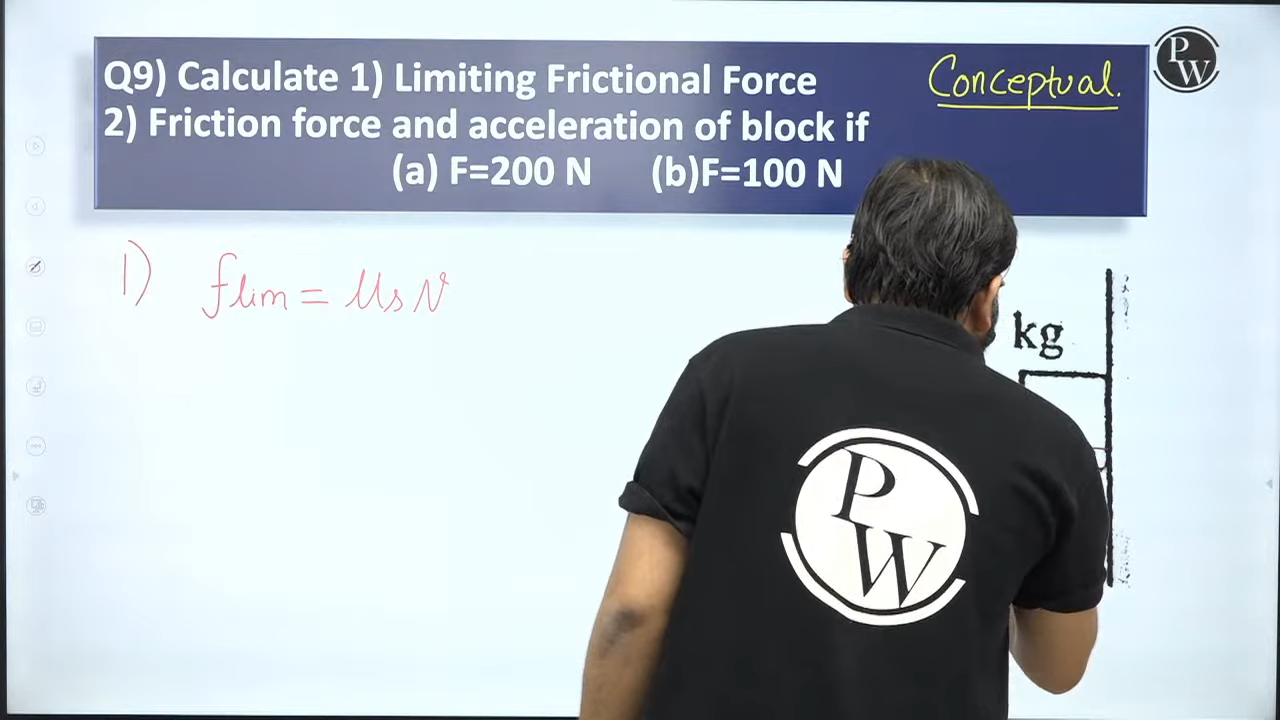 Q9) Calculate 1) Limiting Frictional Force
Conceptual.
2) Friction force and acceleration of block if
(a) F=200 N (b)F=100 N
PW
1) flim = μsN
kg
PW